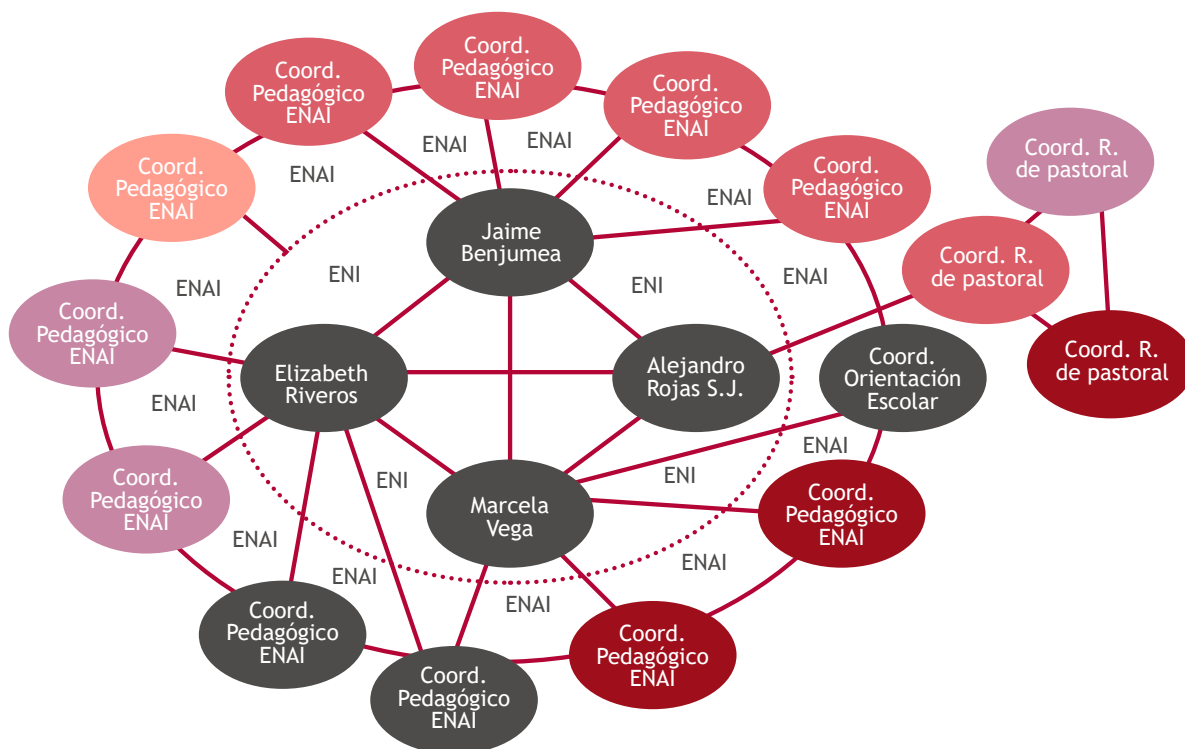 Coord.
Pedagógico
ENAI
Coord.
Pedagógico
ENAI
Coord.
Pedagógico
ENAI
Coord.
Pedagógico
ENAI
Coord.
Pedagógico
ENAI
Coord. R.
de pastoral
Coord. R.
de pastoral
Coord. R.
de pastoral
ENAI
ENAI
ENAI
ENAI
ENAI
ENAI
Jaime
Benjumea
ENI
ENI
Coord.
Pedagógico
ENAI
Elizabeth
Riveros
Alejandro
Rojas S.J.
Coord.
Orientación
Escolar
ENAI
ENAI
ENI
ENI
Coord.
Pedagógico
ENAI
Marcela
Vega
Coord.
Pedagógico
ENAI
ENAI
ENAI
ENAI
ENAI
Coord.
Pedagógico
ENAI
Coord.
Pedagógico
ENAI
Coord.
Pedagógico
ENAI